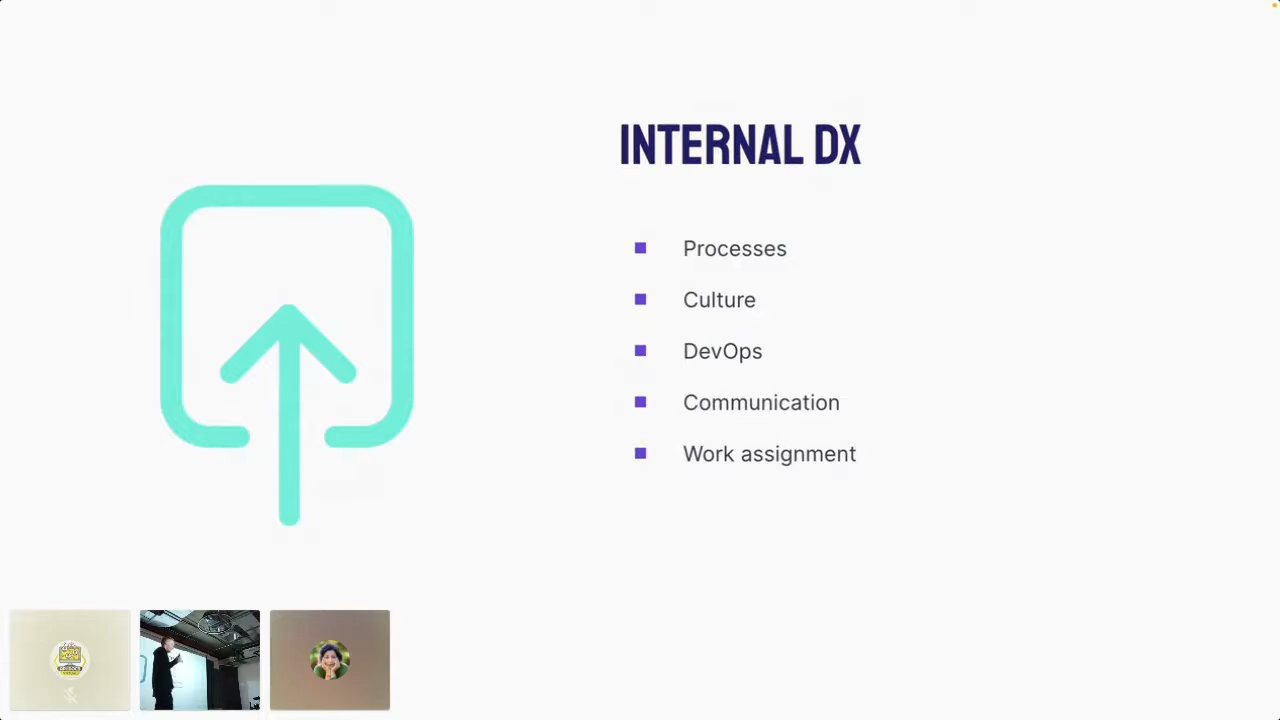 INTERNAL DX
Processes
Culture
DevOps
Communication
Work assignment